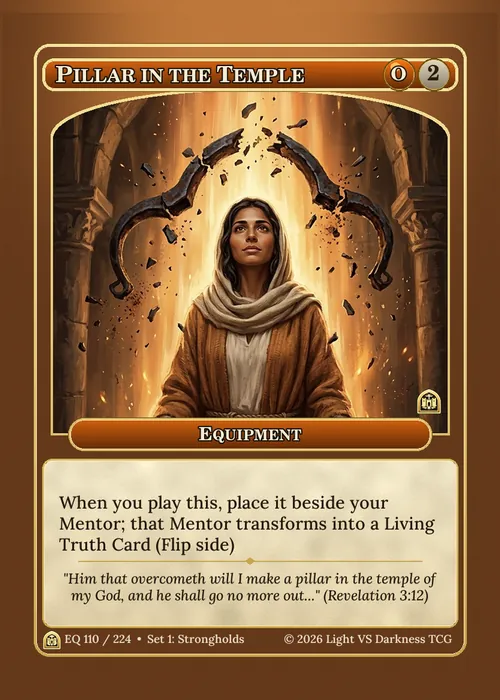 PILLAR IN THE TEMPLE O 2
EQUIPMENT
When you play this, place it beside your
Mentor; that Mentor transforms into a Living
Truth Card (Flip side)
"Him that overcometh will I make a pillar in the temple of
my God, and he shall go no more out..." (Revelation 3:12)
EQ 110 / 224 • Set 1: Strongholds © 2026 Light VS Darkness TCG